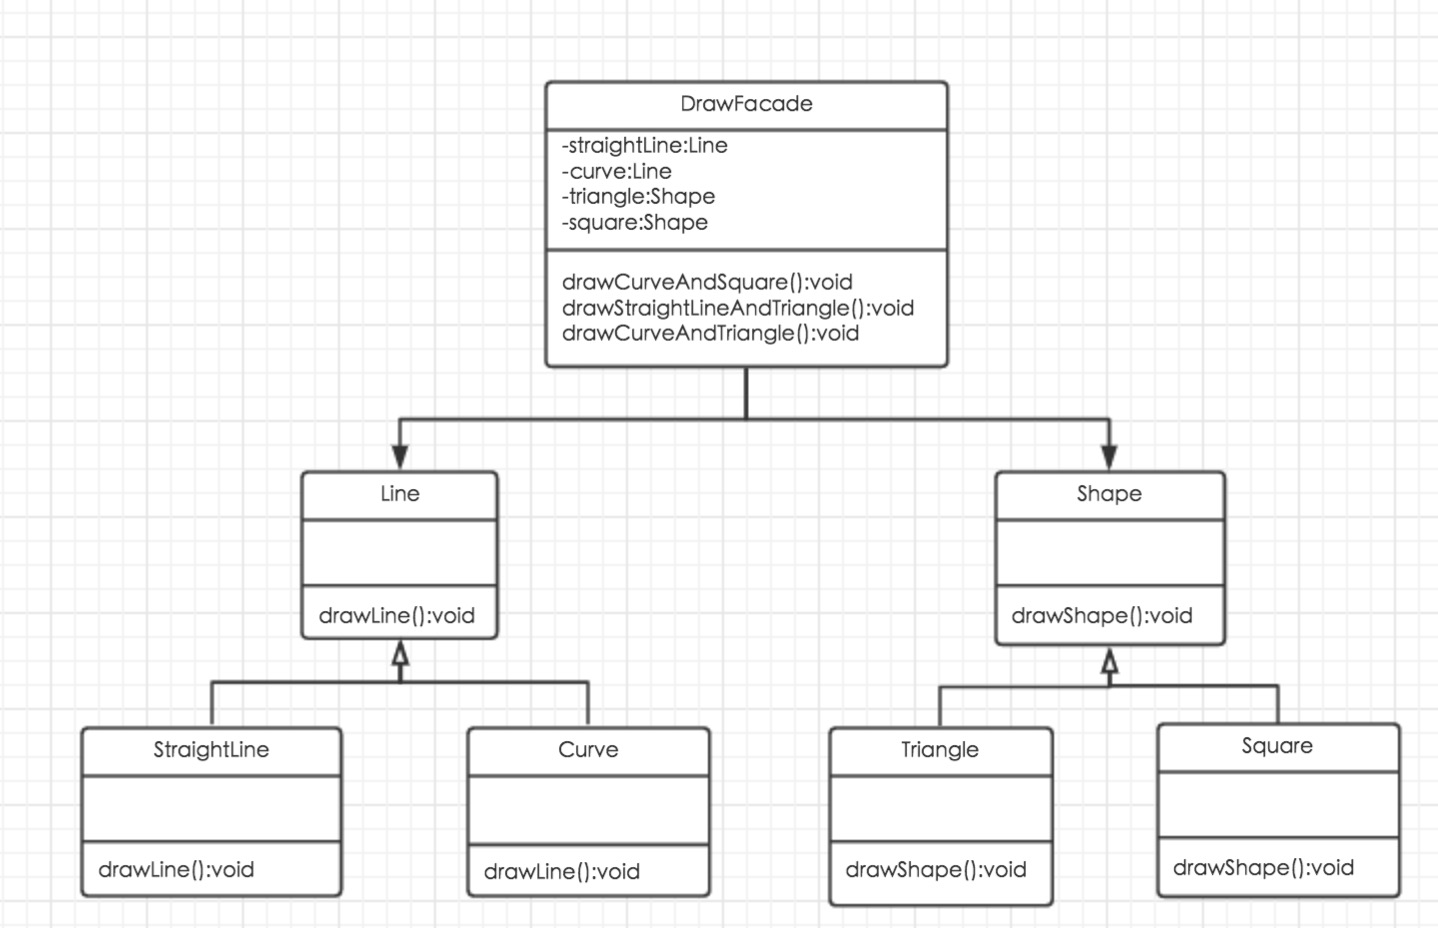 DrawFacade
-straightLine:Line
-curve:Line
-triangle:Shape
-square:Shape
drawCurveAndSquare():void
drawStraightLineAndTriangle():void
drawCurveAndTriangle():void
Line
drawLine():void
Shape
drawShape():void
StraightLine
drawLine():void
Curve
drawLine():void
Triangle
drawShape():void
Square
drawShape():void